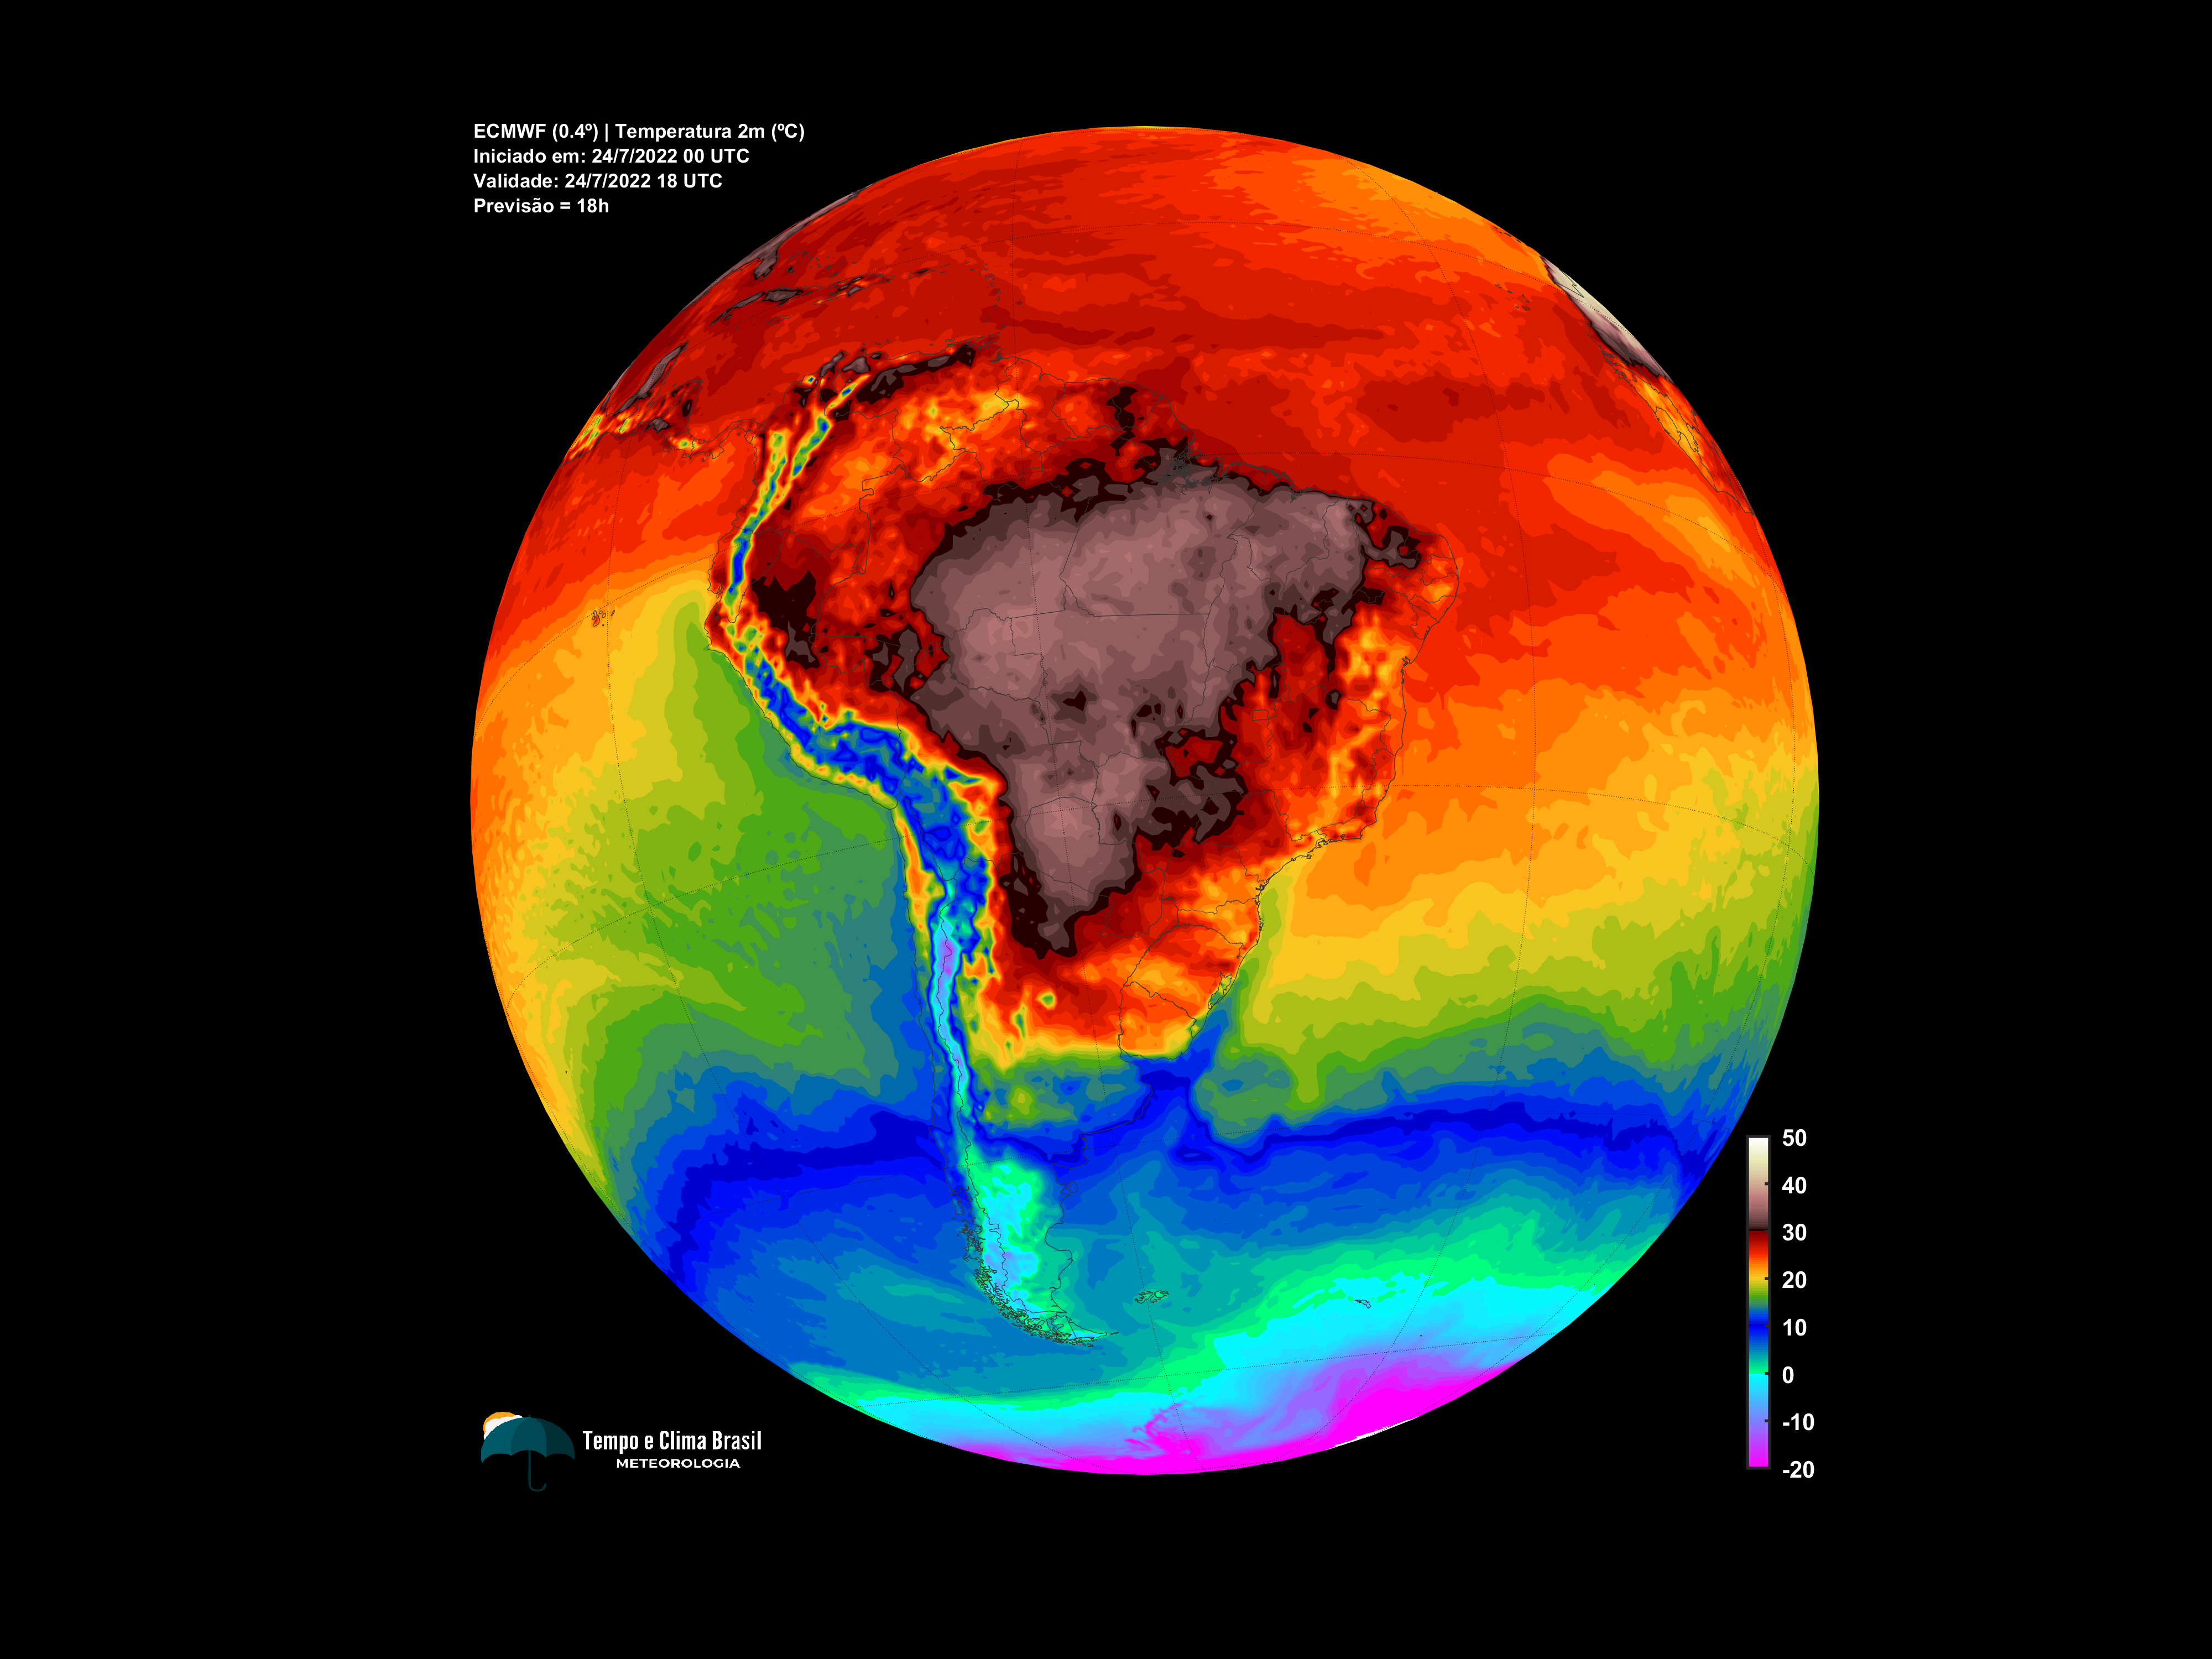 ECMWF (0.4º) | Temperatura 2m (ºC)
Iniciado em: 24/7/2022 00 UTC
Validade: 24/7/2022 18 UTC
Previsão = 18h
50
40
30
20
10
0
-10
-20
Tempo e Clima Brasil
METEOROLOGIA